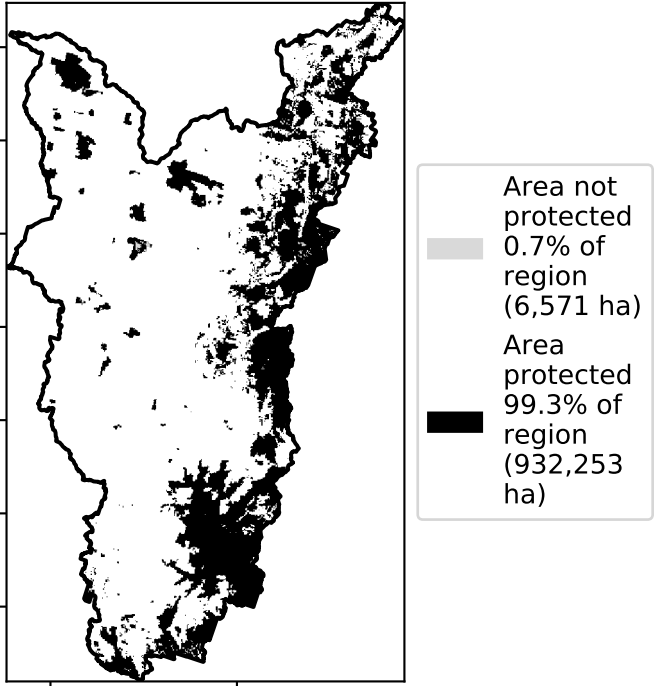 Area not
protected
0.7% of
region
(6,571 ha)
Area
protected
99.3% of
region
(932,253
ha)